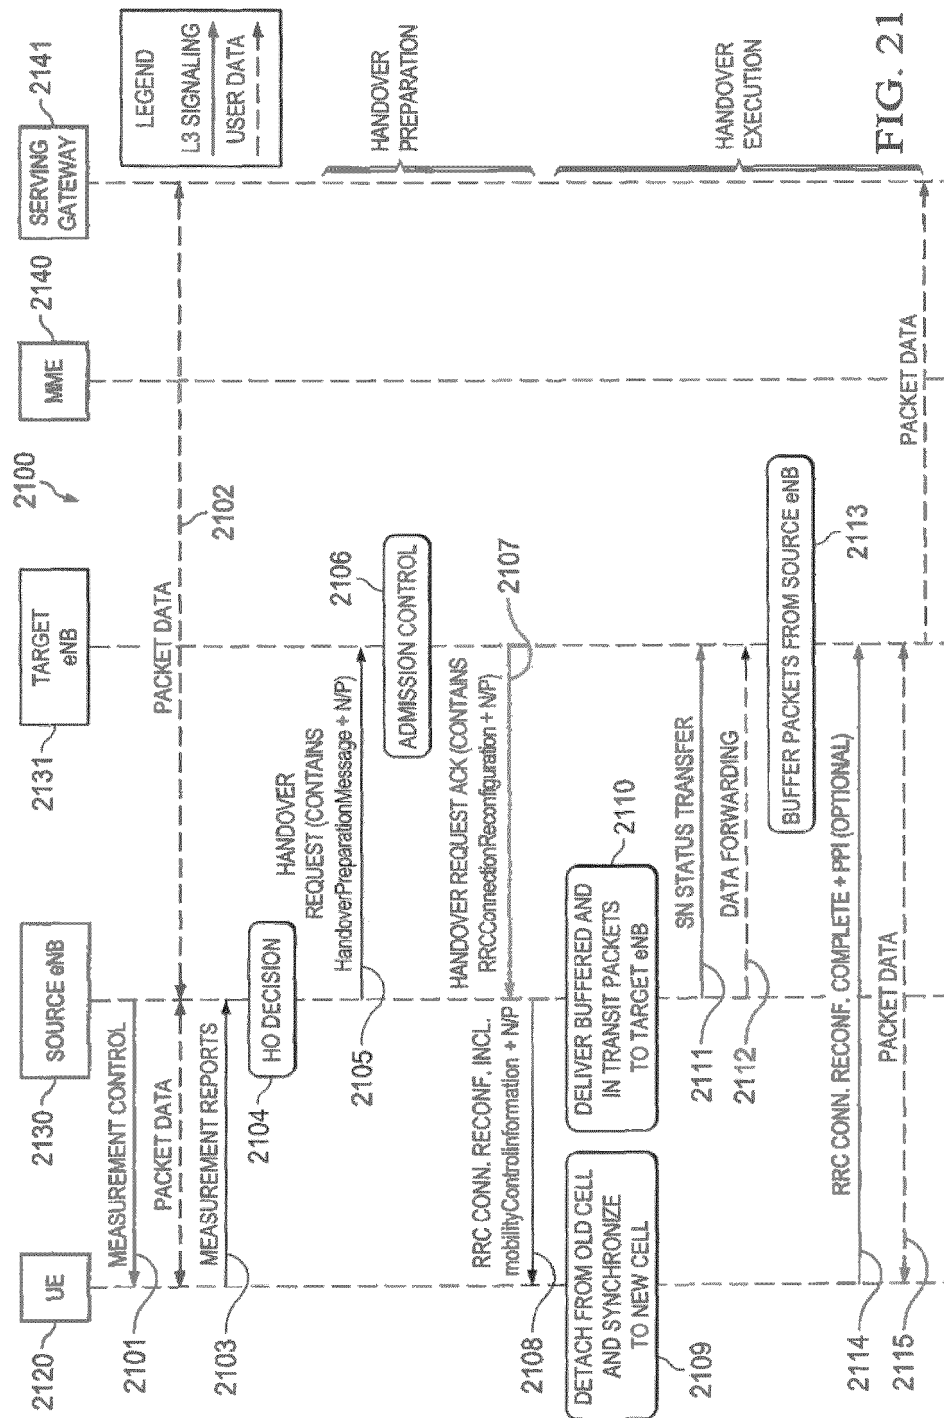 2100
2120
UE
2130
SOURCE eNB
2131
TARGET
eNB
2140
MME
2141
SERVING
GATEWAY
LEGEND
L3 SIGNALING
USER DATA
2101
MEASUREMENT CONTROL
PACKET DATA
PACKET DATA
2102
2103
MEASUREMENT REPORTS
2104
HO DECISION
HANDOVER
REQUEST (CONTAINS
HandoverPreparationMessage + N/P)
2105
2106
ADMISSION CONTROL
HANDOVER
PREPARATION
HANDOVER REQUEST ACK (CONTAINS
RRCConnectionReconfiguration + N/P)
2107
RRC CONN. RECONF. INCL.
mobilityControlInformation + N/P
2108
DETACH FROM OLD CELL
AND SYNCHRONIZE
TO NEW CELL
2109
DELIVER BUFFERED AND
IN TRANSIT PACKETS
TO TARGET eNB
2110
SN STATUS TRANSFER
2111
DATA FORWARDING
2112
HANDOVER
EXECUTION
BUFFER PACKETS FROM SOURCE eNB
2113
RRC CONN. RECONF. COMPLETE + PPI (OPTIONAL)
2114
PACKET DATA
2115
PACKET DATA
FIG. 21